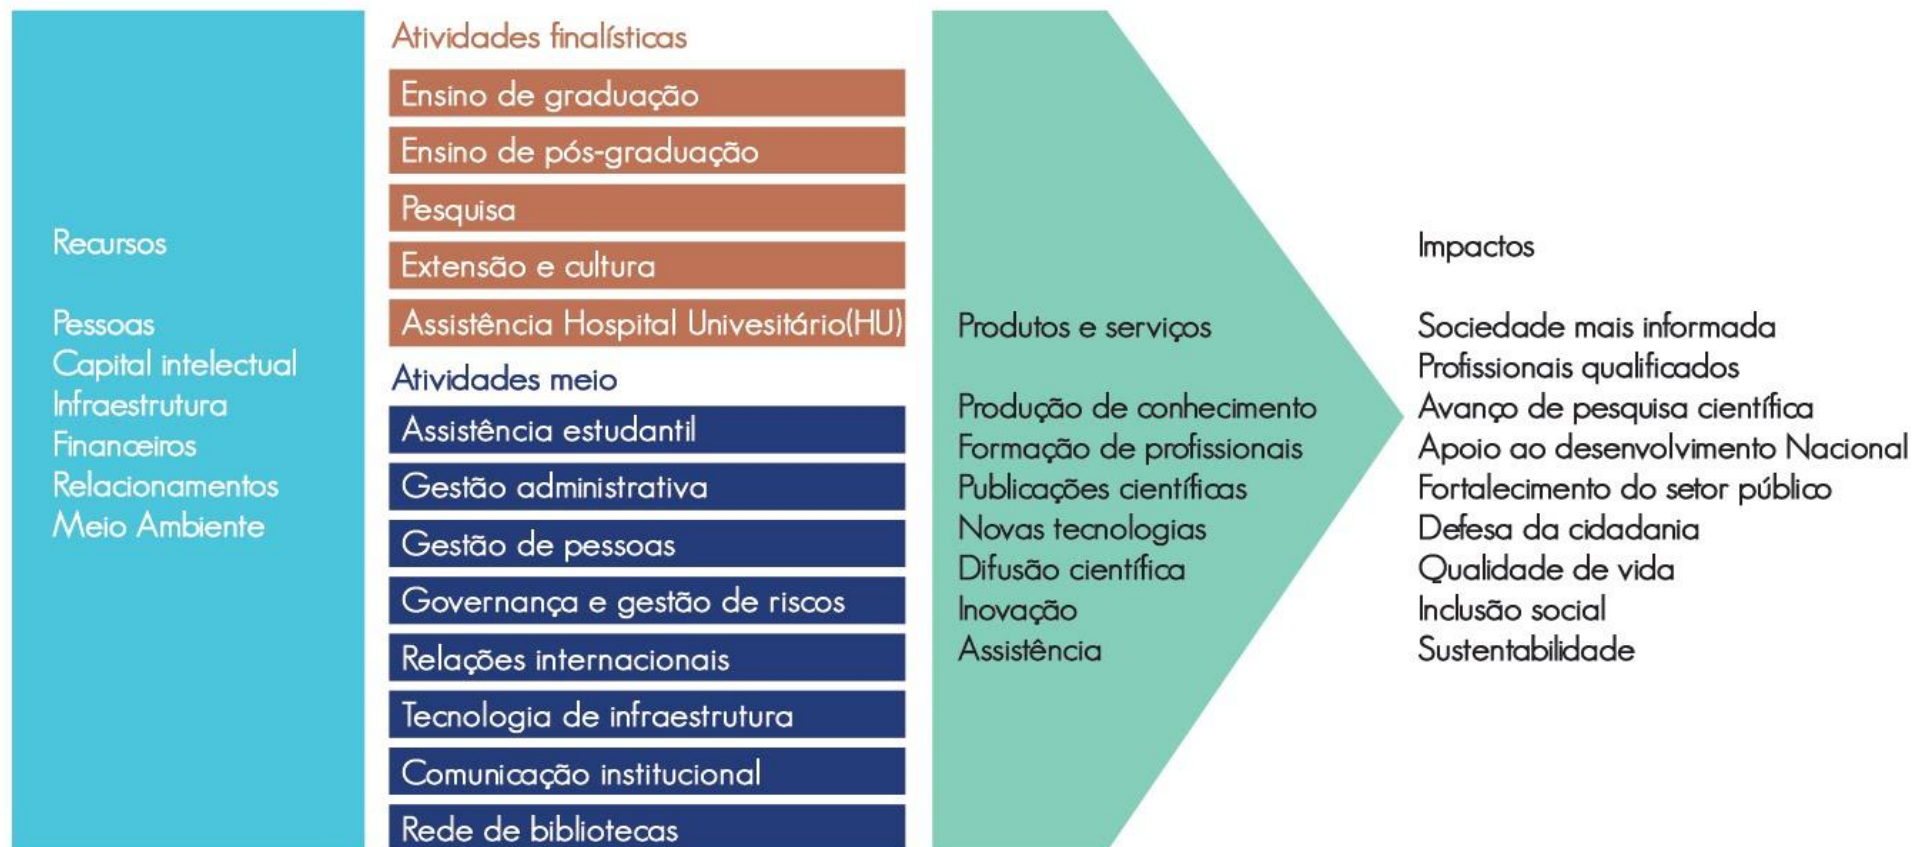 Recursos
Pessoas
Capital intelectual
Infraestrutura
Financeiros
Relacionamentos
Meio Ambiente
Atividades finalísticas
Ensino de graduação
Ensino de pós-graduação
Pesquisa
Extensão e cultura
Assistência Hospital Univesitário(HU)
Atividades meio
Assistência estudantil
Gestão administrativa
Gestão de pessoas
Governança e gestão de riscos
Relações internacionais
Tecnologia de infraestrutura
Comunicação institucional
Rede de bibliotecas
Produtos e serviços
Produção de conhecimento
Formação de profissionais
Publicações científicas
Novas tecnologias
Difusão científica
Inovação
Assistência
Impactos
Sociedade mais informada
Profissionais qualificados
Avanço de pesquisa científica
Apoio ao desenvolvimento Nacional
Fortalecimento do setor público
Defesa da cidadania
Qualidade de vida
Inclusão social
Sustentabilidade